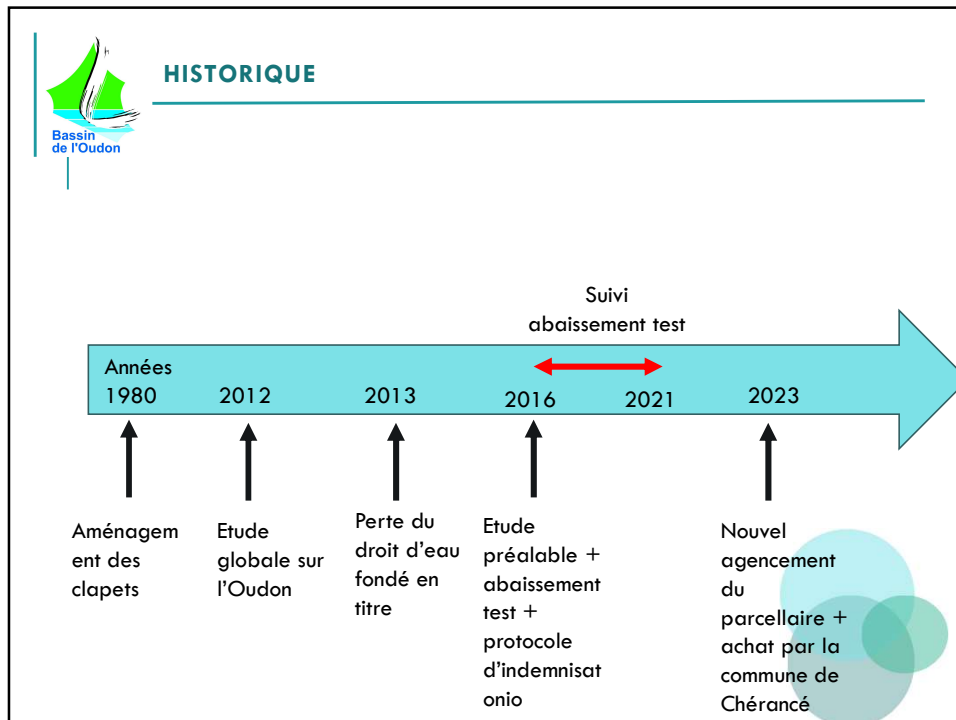 HISTORIQUE
Bassin
de l'Oudon
Suivi
abaissement test
Années
1980
2012
2013
2016
2021
2023
Aménagem
ent des
clapets
Etude
globale sur
l'Oudon
Perte du
droit d'eau
fondé en
titre
Etude
préalable +
abaissement
test +
protocole
d'indemnisat
onio
Nouvel
agencement
du
parcellaire +
achat par la
commune de
Chérancé